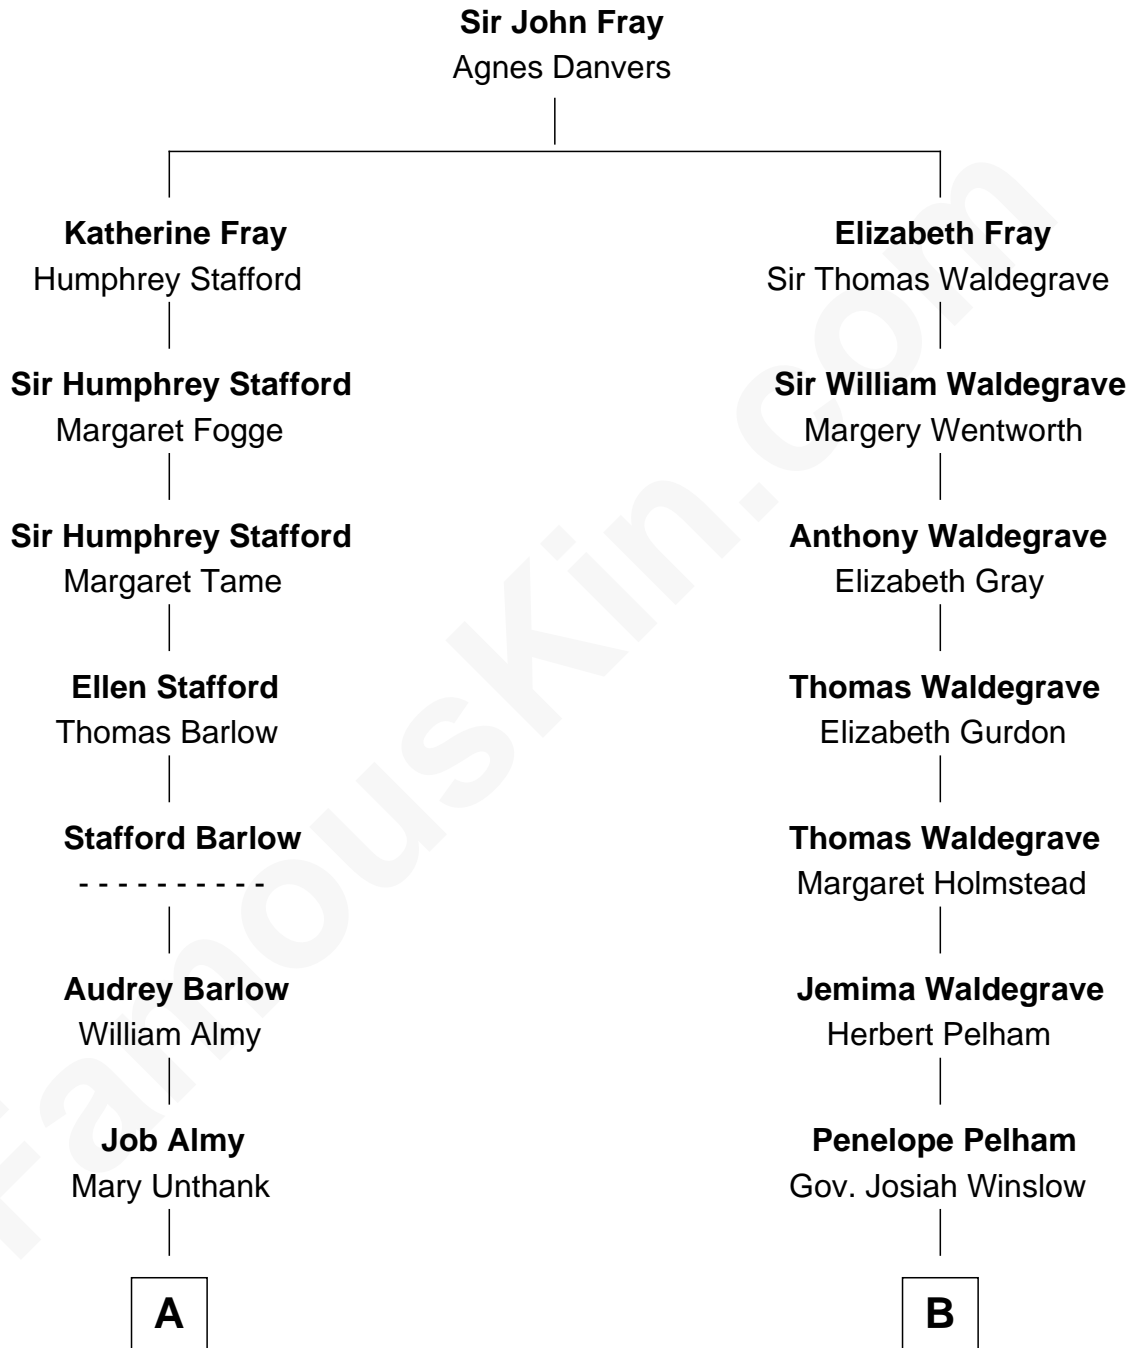 Sir John Fray
Agnes Danvers
Katherine Fray
Humphrey Stafford
Elizabeth Fray
Sir Thomas Waldegrave
Sir Humphrey Stafford
Margaret Fogge
Sir William Waldegrave
Margery Wentworth
Sir Humphrey Stafford
Margaret Tame
Anthony Waldegrave
Elizabeth Gray
Ellen Stafford
Thomas Barlow
Thomas Waldegrave
Elizabeth Gurdon
Stafford Barlow
- - - - - - - - - -
Thomas Waldegrave
Margaret Holmstead
Audrey Barlow
William Almy
Jemima Waldegrave
Herbert Pelham
Job Almy
Mary Unthank
Penelope Pelham
Gov. Josiah Winslow
A
B
FamousKin.com